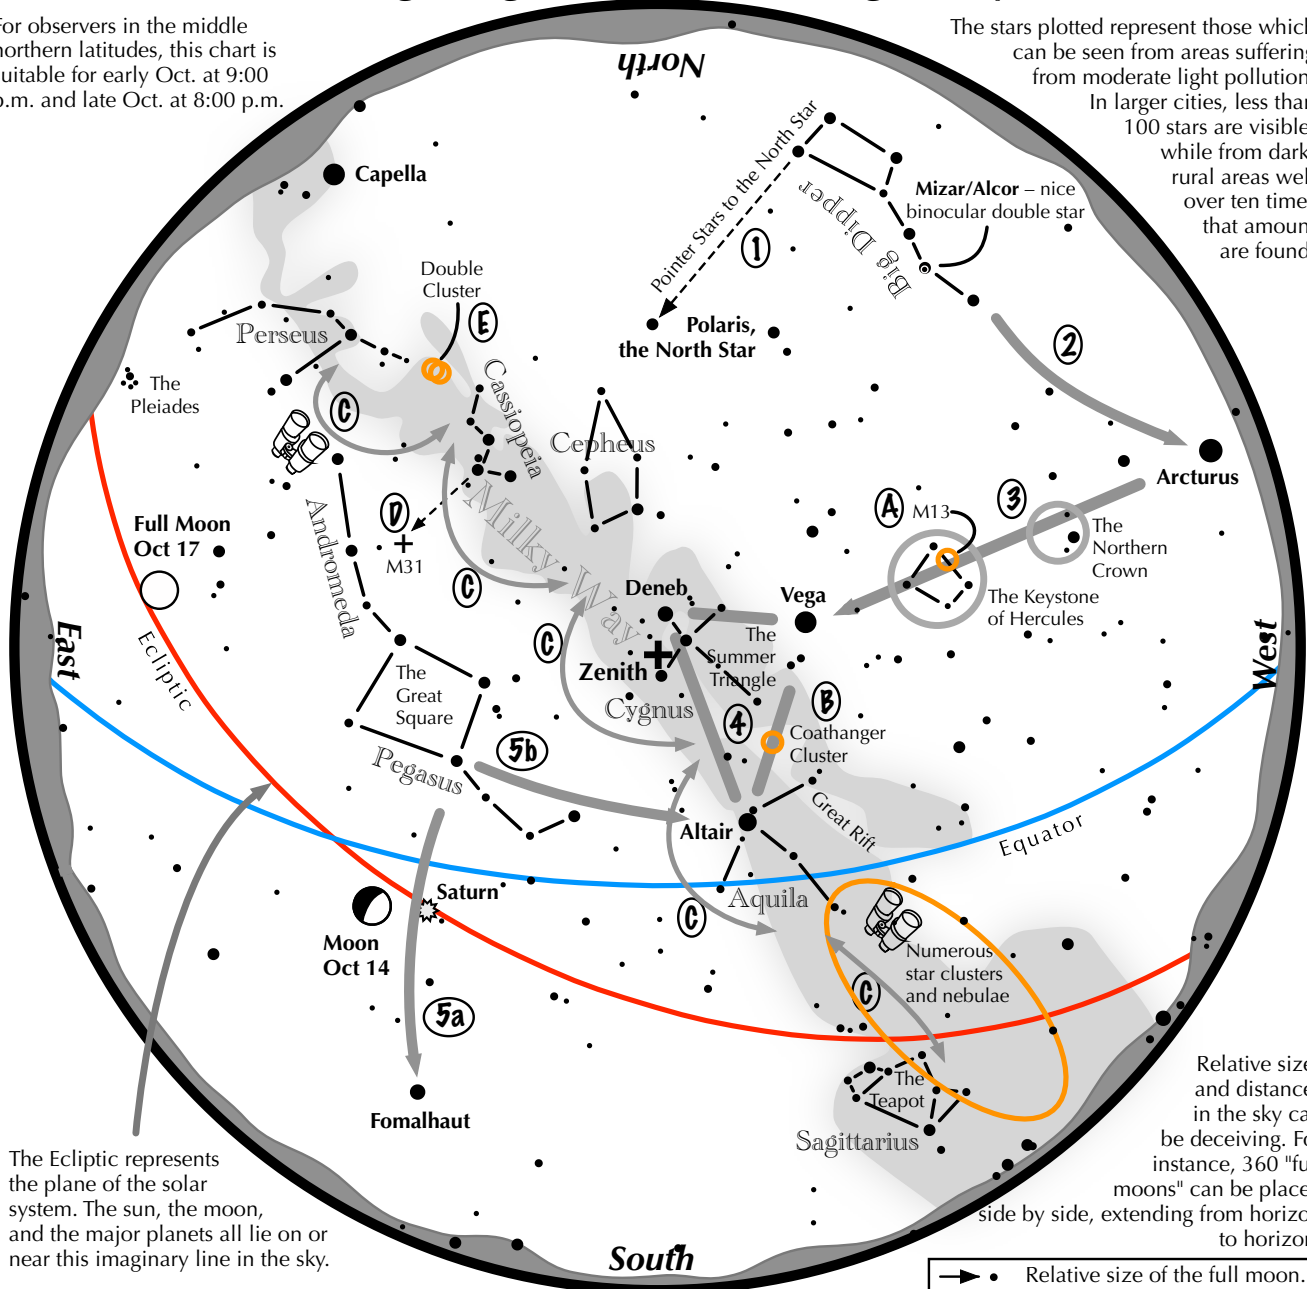 North
or observers in the middle
northern latitudes, this chart is
uitable for early Oct. at 9:00
p.m. and late Oct. at 8:00 p.m.
The stars plotted represent those which
can be seen from areas suffering
from moderate light pollution
In larger cities, less than
100 stars are visible
while from dark
rural areas wel
over ten time
that amoun
are found
Capella
Pointer Stars to the North Star
Big Dipper
Mizar/Alcor – nice
binocular double star
1
Double
Cluster
E
Polaris,
the North Star
2
Perseus
The
Pleiades
C
Cassiopeia
Cepheus
Arcturus
Andromeda
D
M31
Milky Way
A
M13
3
The
Northern
Crown
The Keystone
of Hercules
Full Moon
Oct 17
C
Deneb
Vega
East
West
Ecliptic
C
The
Summer
Triangle
Zenith
Cygnus
The
Great
Square
Pegasus
5b
4
B
Coathanger
Cluster
Great Rift
Altair
Equator
Saturn
Aquila
C
Moon
Oct 14
Numerous
star clusters
and nebulae
C
5a
Fomalhaut
The
Teapot
Sagittarius
The Ecliptic represents
the plane of the solar
system. The sun, the moon,
and the major planets all lie on or
near this imaginary line in the sky.
Relative size
and distance
in the sky ca
be deceiving. Fo
instance, 360 "fu
moons" can be place
side by side, extending from horizo
to horizon
South
Relative size of the full moon.